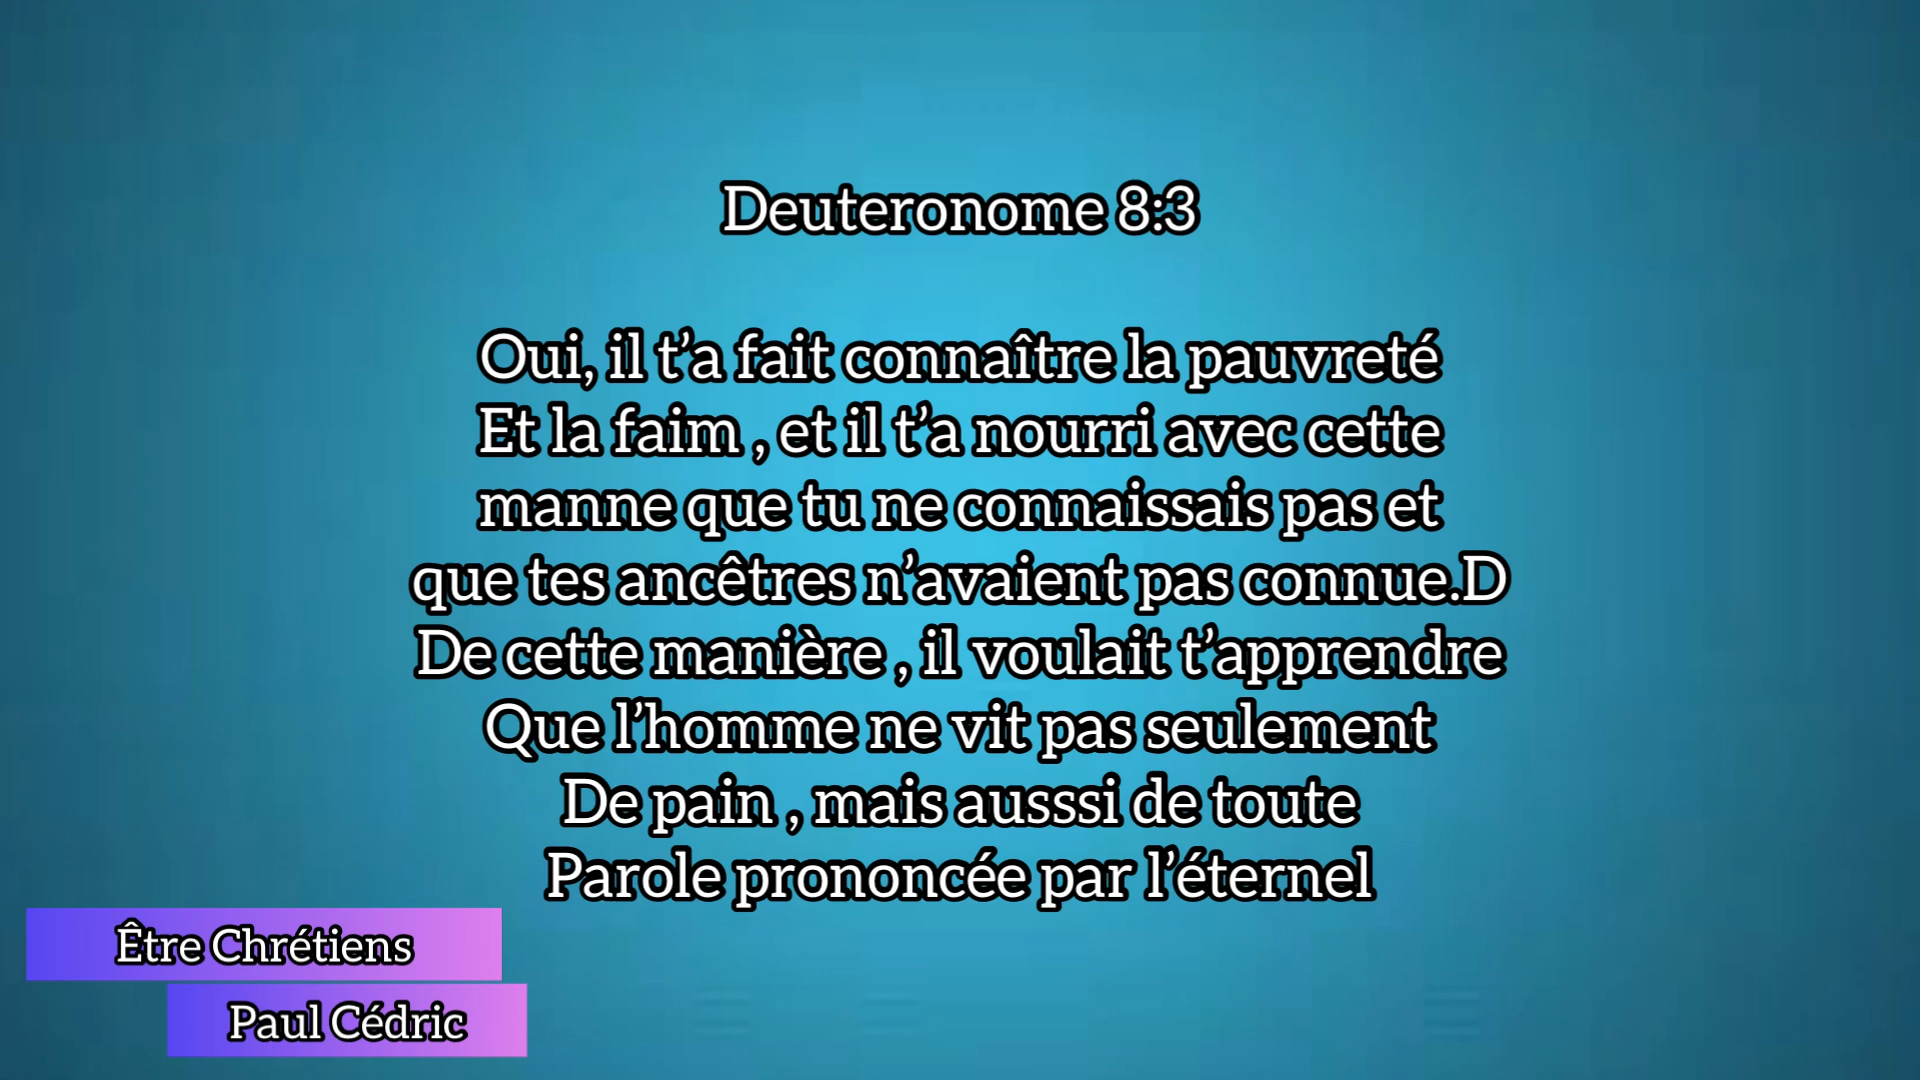 Deuteronome 8:3
Oui, il t’a fait connaître la pauvreté
Et la faim , et il t’a nourri avec cette
manne que tu ne connaissais pas et
que tes ancêtres n’avaient pas connue.D
De cette manière , il voulait t’apprendre
Que l’homme ne vit pas seulement
De pain , mais ausssi de toute
Parole prononcée par l’éternel
Être Chrétiens
Paul Cédric